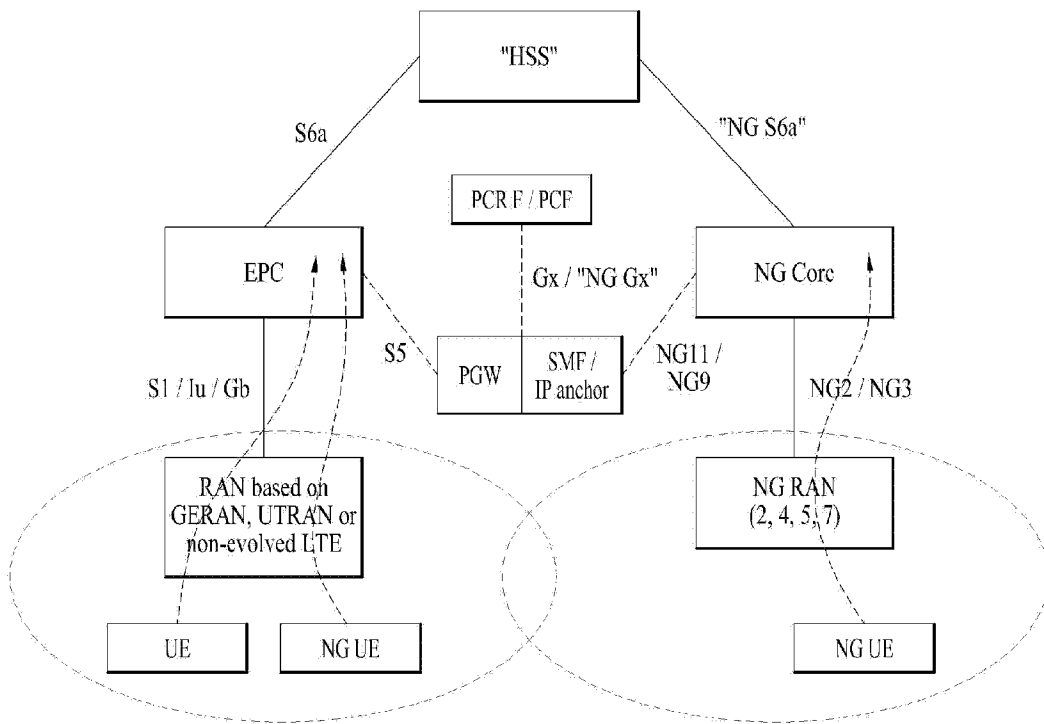 "HSS"
S6a
"NG S6a"
PCRF / PCF
EPC
Gx / "NG Gx"
NG Core
S5
PGW
SMF /
IP anchor
NG11 /
NG9
S1 / Iu / Gb
NG2 / NG3
RAN based on
GERAN, UTRAN or
non-evolved LTE
NG RAN
(2, 4, 5, 7)
UE
NG UE
NG UE